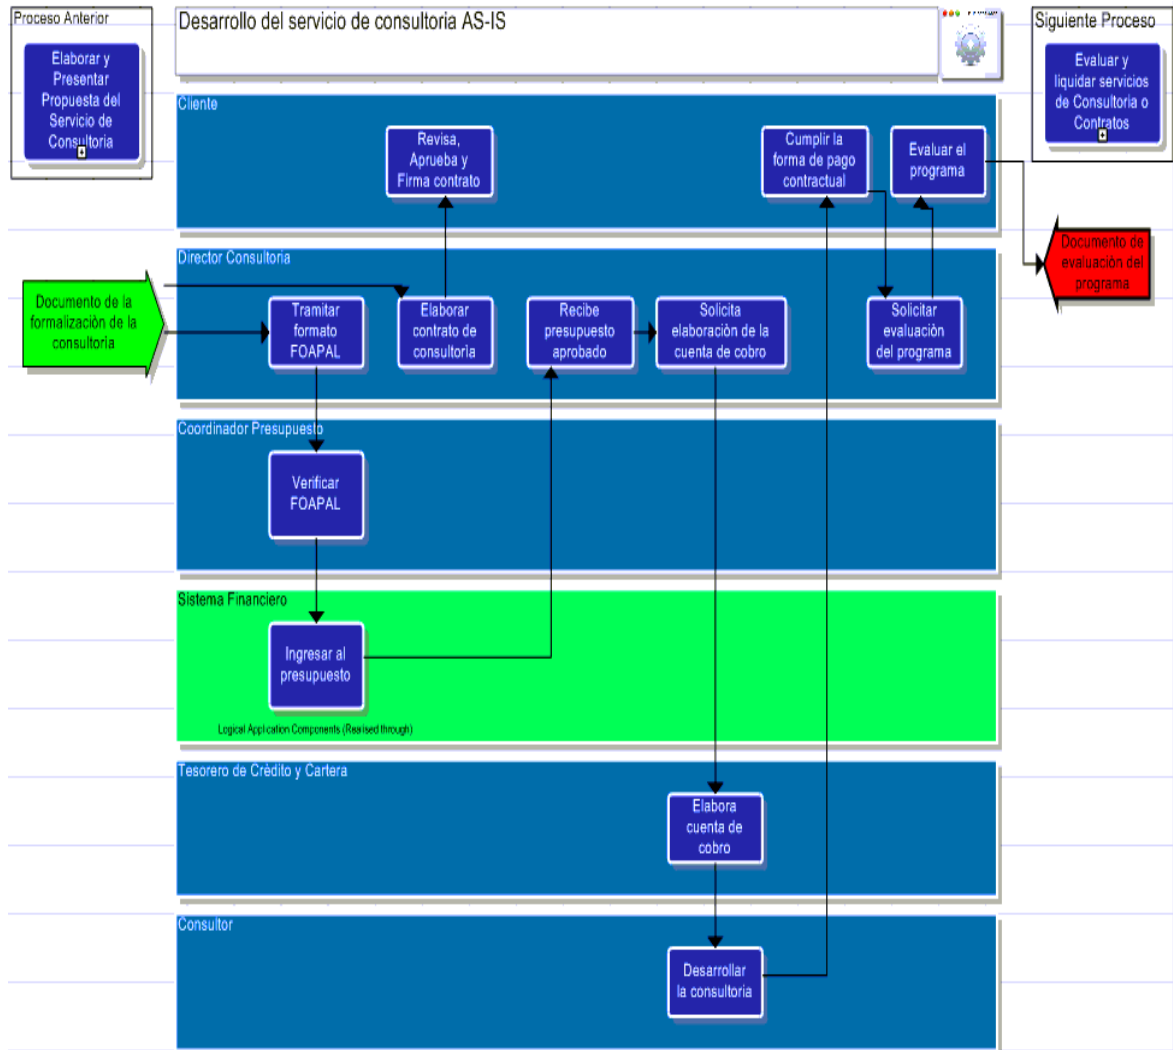 Proceso Anterior
Elaborar y
Presentar
Propuesta del
Servicio de
Consultoria
Desarrollo del servicio de consultoria AS-IS
Siguiente Proceso
Evaluar y
liquidar servicios
de Consultoria o
Contratos
Cliente
Revisa,
Aprueba y
Firma contrato
Cumplir la
forma de pago
contractual
Evaluar el
programa
Documento de
evaluación del
programa
Director Consultoria
Documento de la
formalización de la
consultoria
Tramitar
formato
FOAPAL
Elaborar
contrato de
consultoria
Recibe
presupuesto
aprobado
Solicita
elaboración de la
cuenta de cobro
Solicitar
evaluación
del programa
Coordinador Presupuesto
Verificar
FOAPAL
Sistema Financiero
Ingresar al
presupuesto
Logical Application Components (Realised through)
Tesorero de Crèdito y Cartera
Elabora
cuenta de
cobro
Consultor
Desarrollar
la consultoria